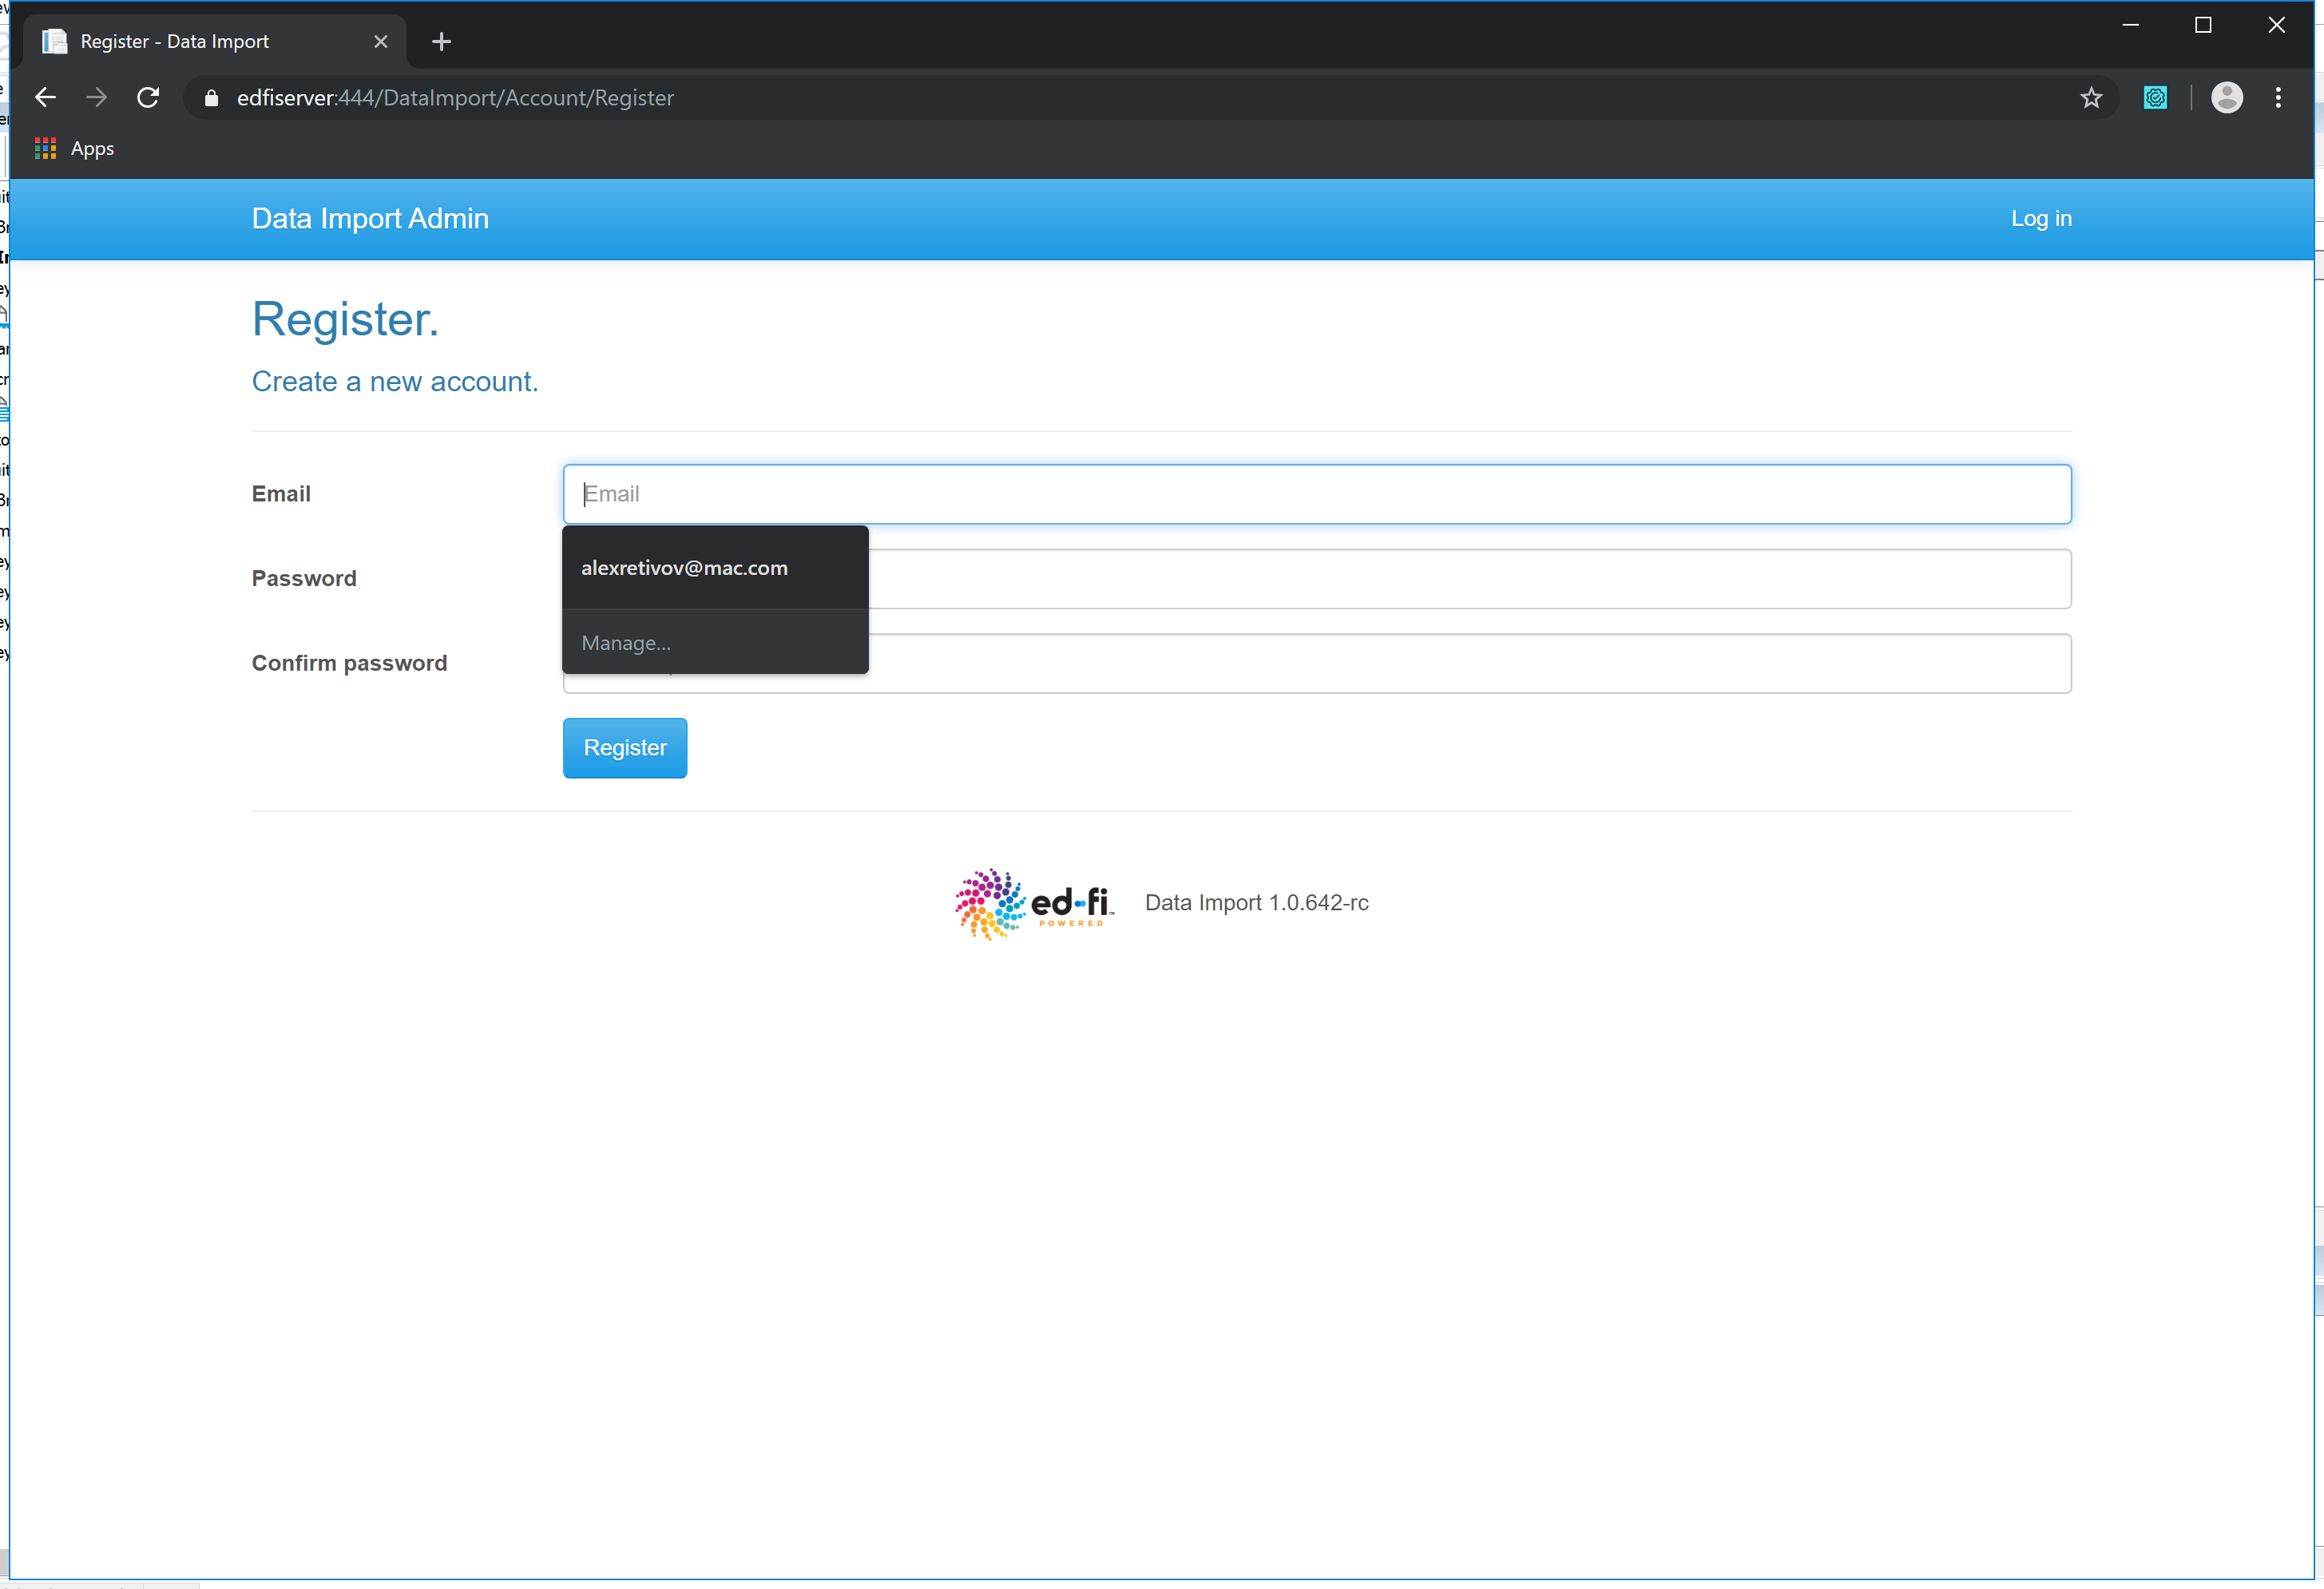 Register - Data Import
edfiserver:444/DataImport/Account/Register
Apps
Data Import Admin
Log in
Register.
Create a new account.
Email
Email
alexretivov@mac.com
Password
Manage...
Confirm password
Register
ed-fi
POWERED
Data Import 1.0.642-rc